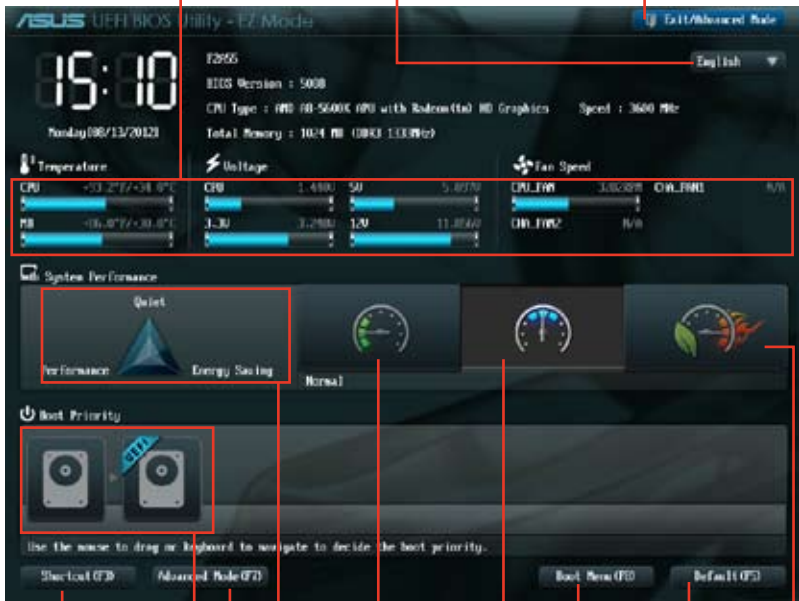 ASUS UEFI BIOS Utility - EZ Mode
Exit/Advanced Mode
English
15:10
Monday[08/13/2012]
F2A55
BIOS Version : 5008
CPU Type : AMD A8-5600K APU with Radeon(tm) HD Graphics Speed : 3600 MHz
Total Memory : 1024 MB (DDR3 1333MHz)
Temperature
Voltage
Fan Speed
CPU
CPU 5V
CPU_FAN CHA_FAN1 N/A
MB
3.3V 12V
CHA_FAN2 N/A
System Performance
Quiet
Performance
Energy Saving
Normal
Boot Priority
UEFI
Use the mouse to drag or keyboard to navigate to decide the boot priority.
Shortcut(F3)
Advanced Mode(F7)
Boot Menu(F8)
Default(F5)